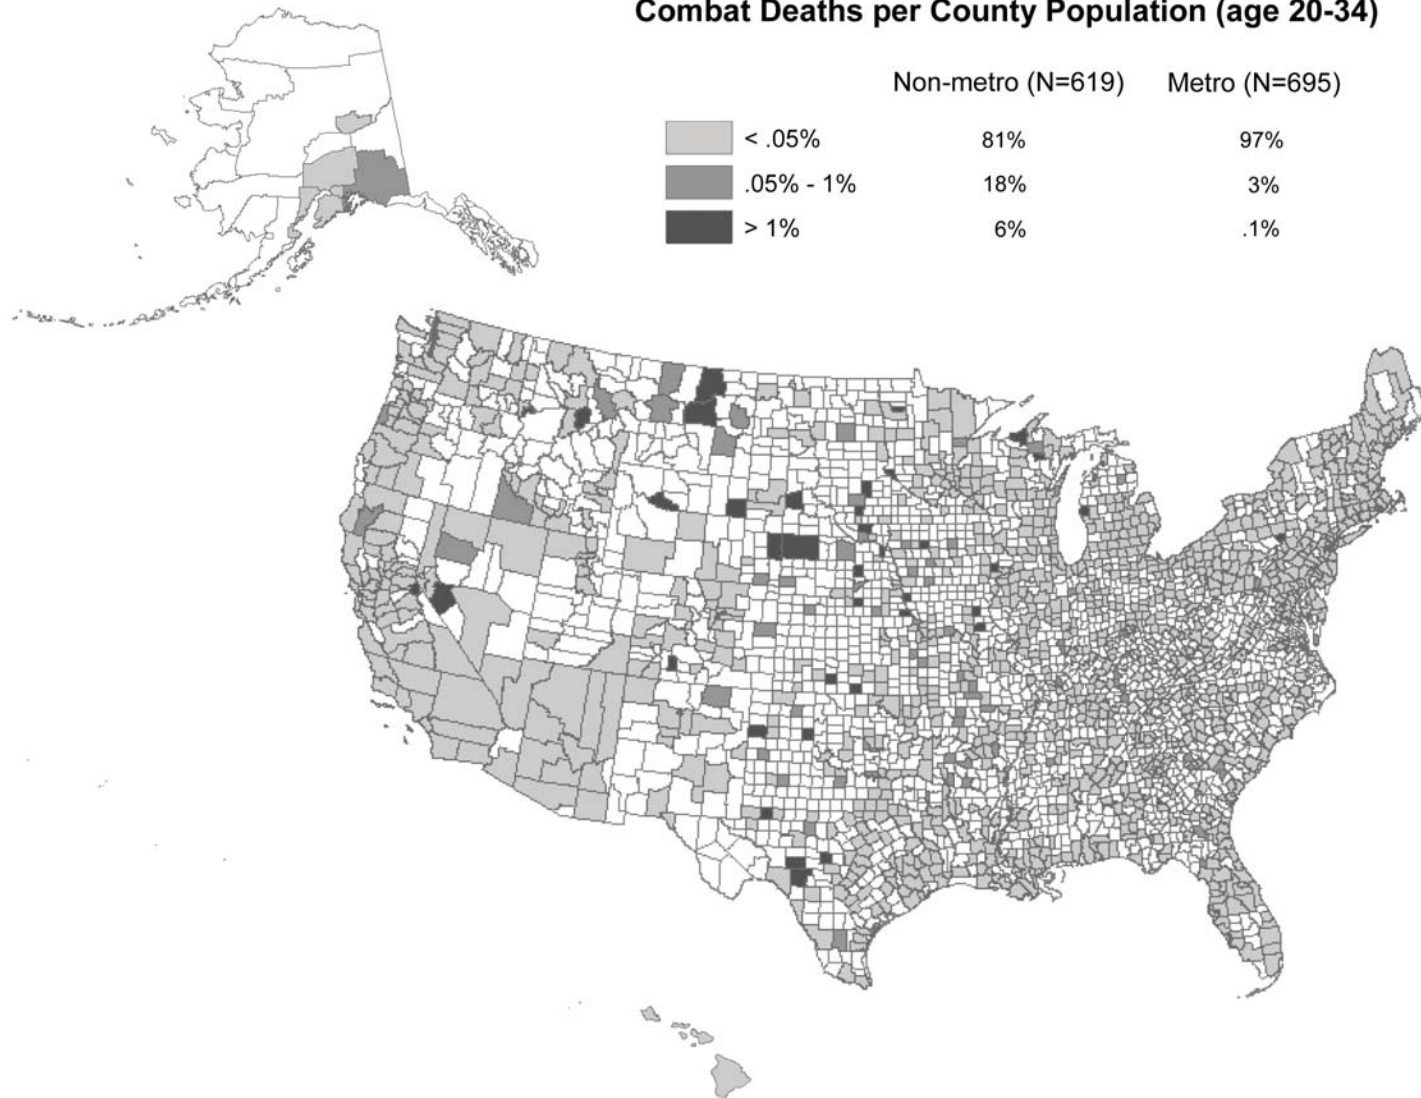 Combat Deaths per County Population (age 20-34)
Non-metro (N=619) Metro (N=695)
< .05% 81% 97%
.05% - 1% 18% 3%
> 1% 6% .1%